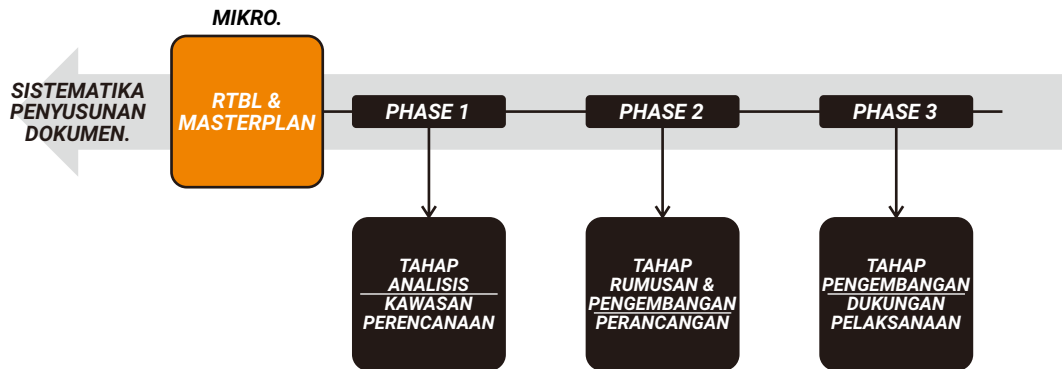 MIKRO.
SISTEMATIKA
PENYUSUNAN
DOKUMEN.
RTBL &
MASTERPLAN
PHASE 1
PHASE 2
PHASE 3
TAHAP
ANALISIS
KAWASAN
PERENCANAAN
TAHAP
RUMUSAN &
PENGEMBANGAN
PERANCANGAN
TAHAP
PENGEMBANGAN
DUKUNGAN
PELAKSANAAN